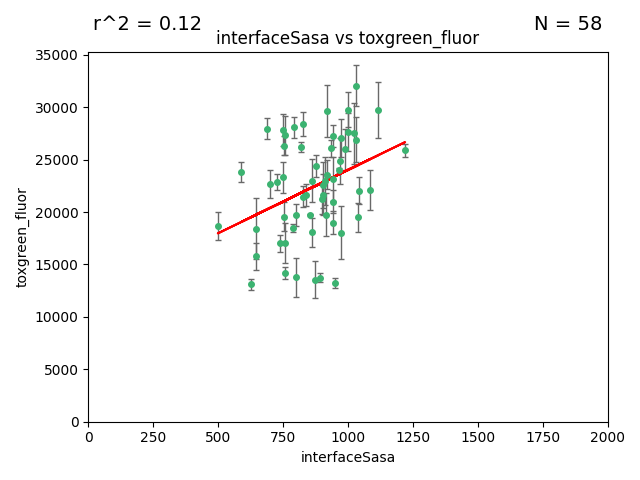 r^2 = 0.12
N = 58
interfaceSasa vs toxgreen_fluor
35000
30000
25000
20000
15000
10000
5000
0
toxgreen_fluor
0 250 500 750 1000 1250 1500 1750 2000
interfaceSasa